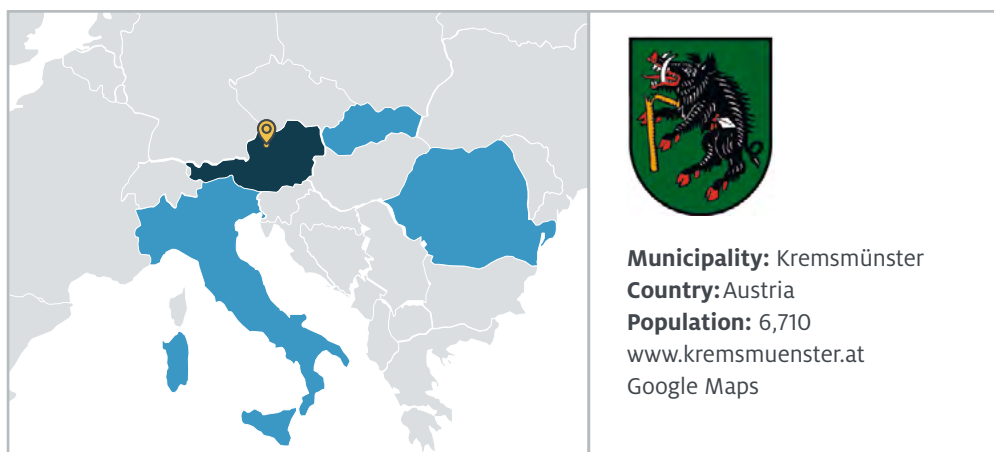 Municipality: Kremsmünster
Country: Austria
Population: 6,710
www.kremsmuenster.at
Google Maps